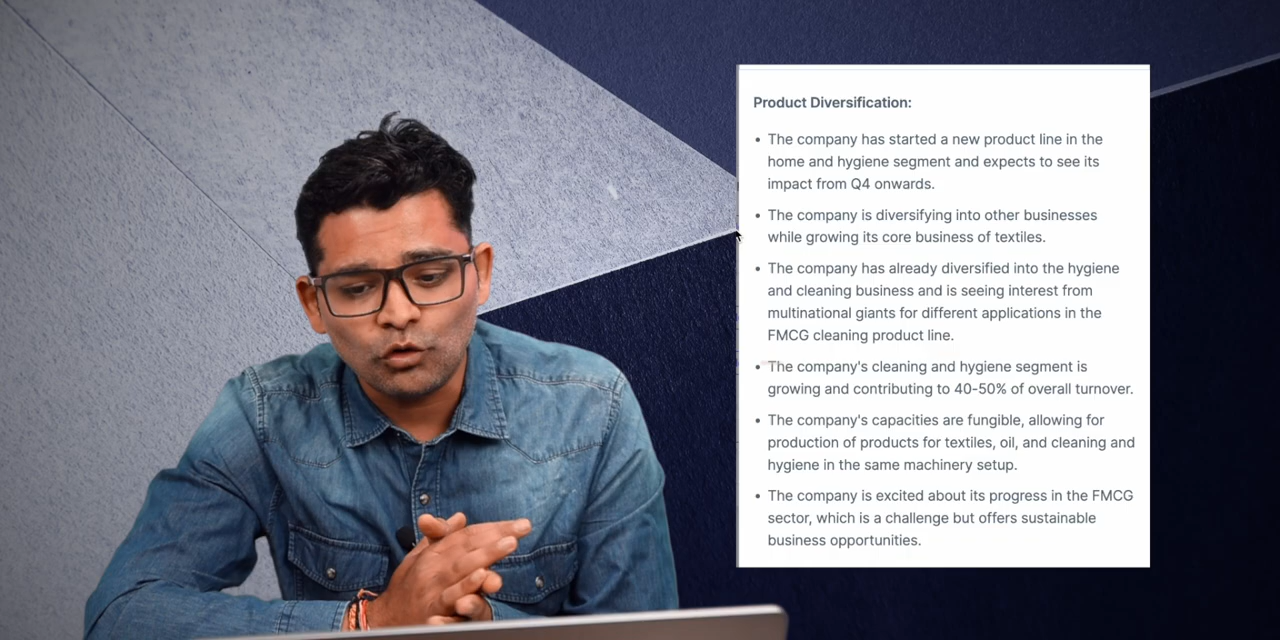 Product Diversification:
• The company has started a new product line in the
home and hygiene segment and expects to see its
impact from Q4 onwards.
• The company is diversifying into other businesses
while growing its core business of textiles.
• The company has already diversified into the hygiene
and cleaning business and is seeing interest from
multinational giants for different applications in the
FMCG cleaning product line.
• The company's cleaning and hygiene segment is
growing and contributing to 40-50% of overall turnover.
• The company's capacities are fungible, allowing for
production of products for textiles, oil, and cleaning and
hygiene in the same machinery setup.
• The company is excited about its progress in the FMCG
sector, which is a challenge but offers sustainable
business opportunities.